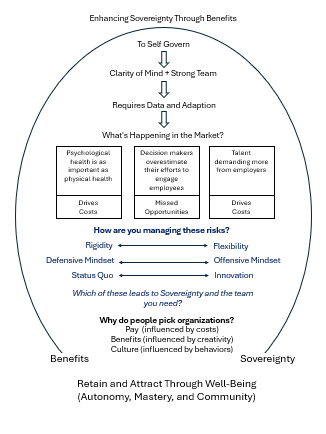 Enhancing Sovereignty Through Benefits
To Self Govern
Clarity of Mind + Strong Team
Requires Data and Adaption
What's Happening in the Market?
Psychological
health is as
important as
physical health
Drives
Costs
Decision makers
overestimate
their efforts to
engage
employees
Missed
Opportunities
Talent
demanding more
from employers
Drives
Costs
How are you managing these risks?
Rigidity Flexibility
Defensive Mindset Offensive Mindset
Status Quo Innovation
Which of these leads to Sovereignty and the team
you need?
Why do people pick organizations?
Pay (influenced by costs)
Benefits (influenced by creativity)
Culture (influenced by behaviors)
Benefits Sovereignty
Retain and Attract Through Well-Being
(Autonomy, Mastery, and Community)